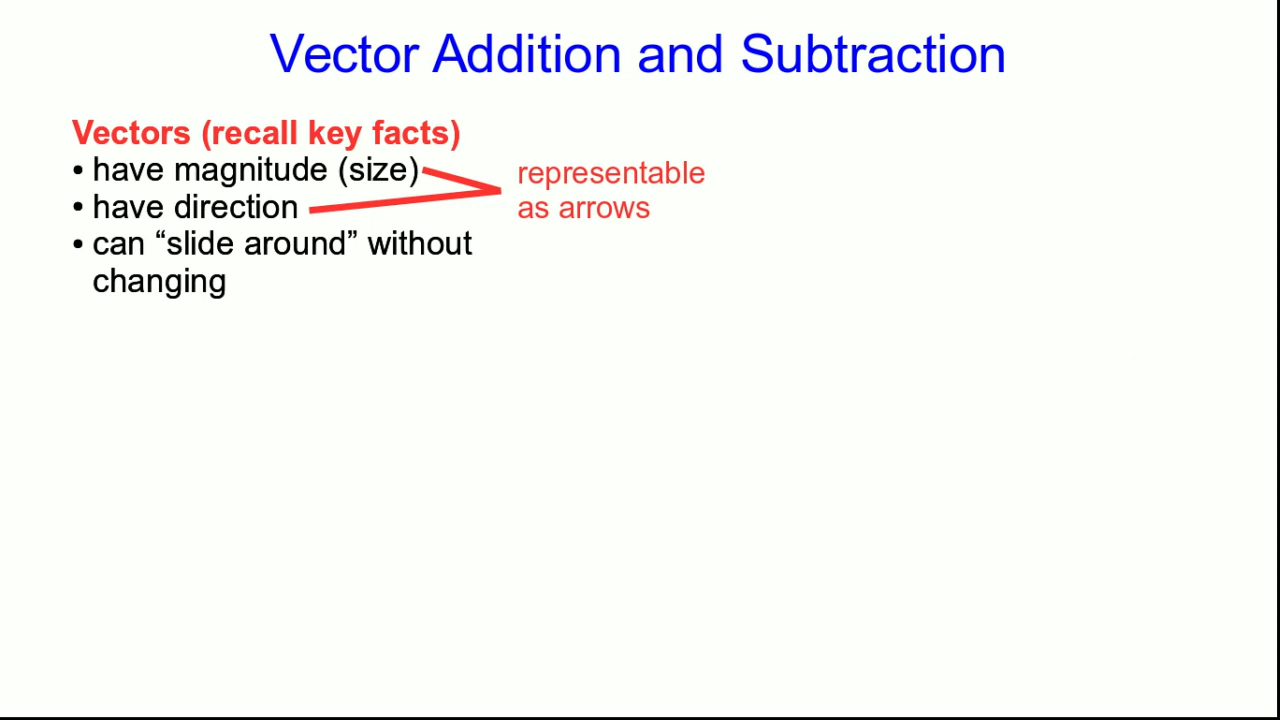 Vector Addition and Subtraction
Vectors (recall key facts)
• have magnitude (size)
• have direction
• can “slide around” without
changing
representable
as arrows